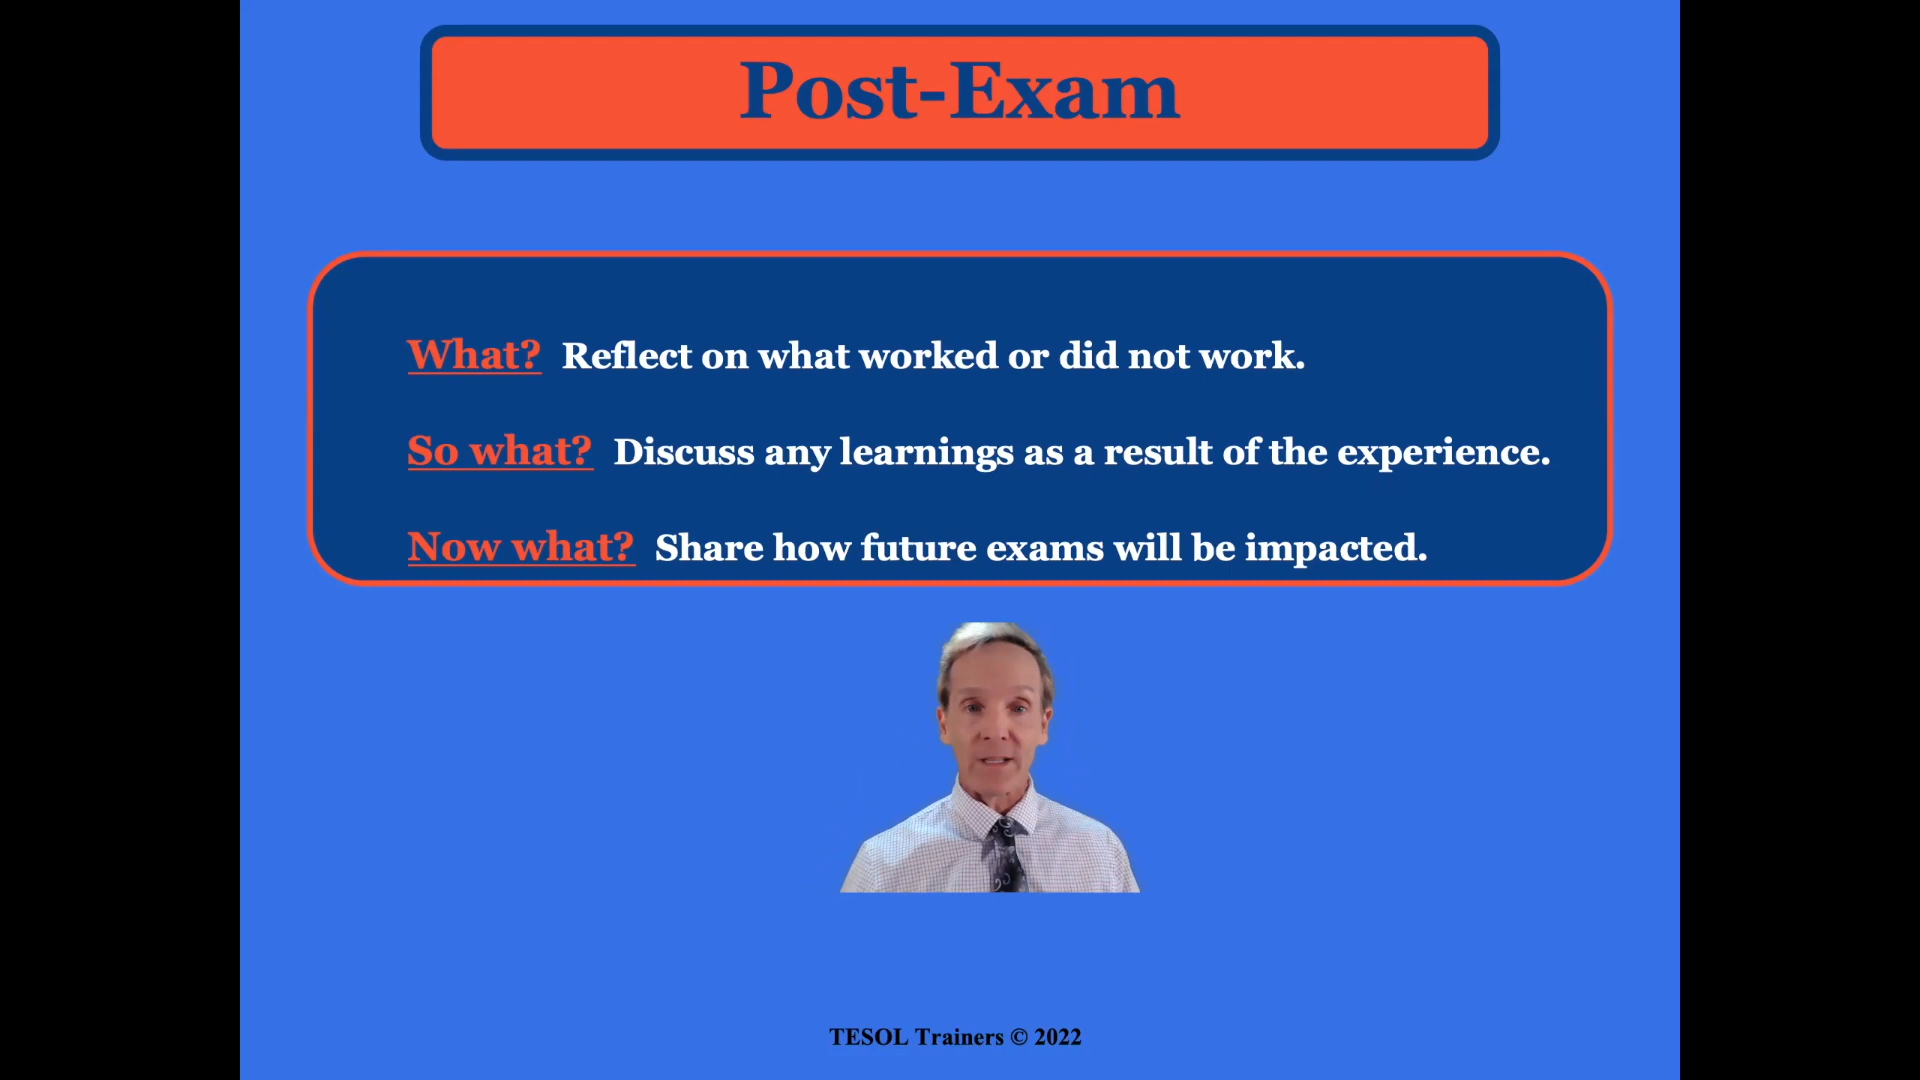 Post-Exam
What? Reflect on what worked or did not work.
So what? Discuss any learnings as a result of the experience.
Now what? Share how future exams will be impacted.
TESOL Trainers © 2022